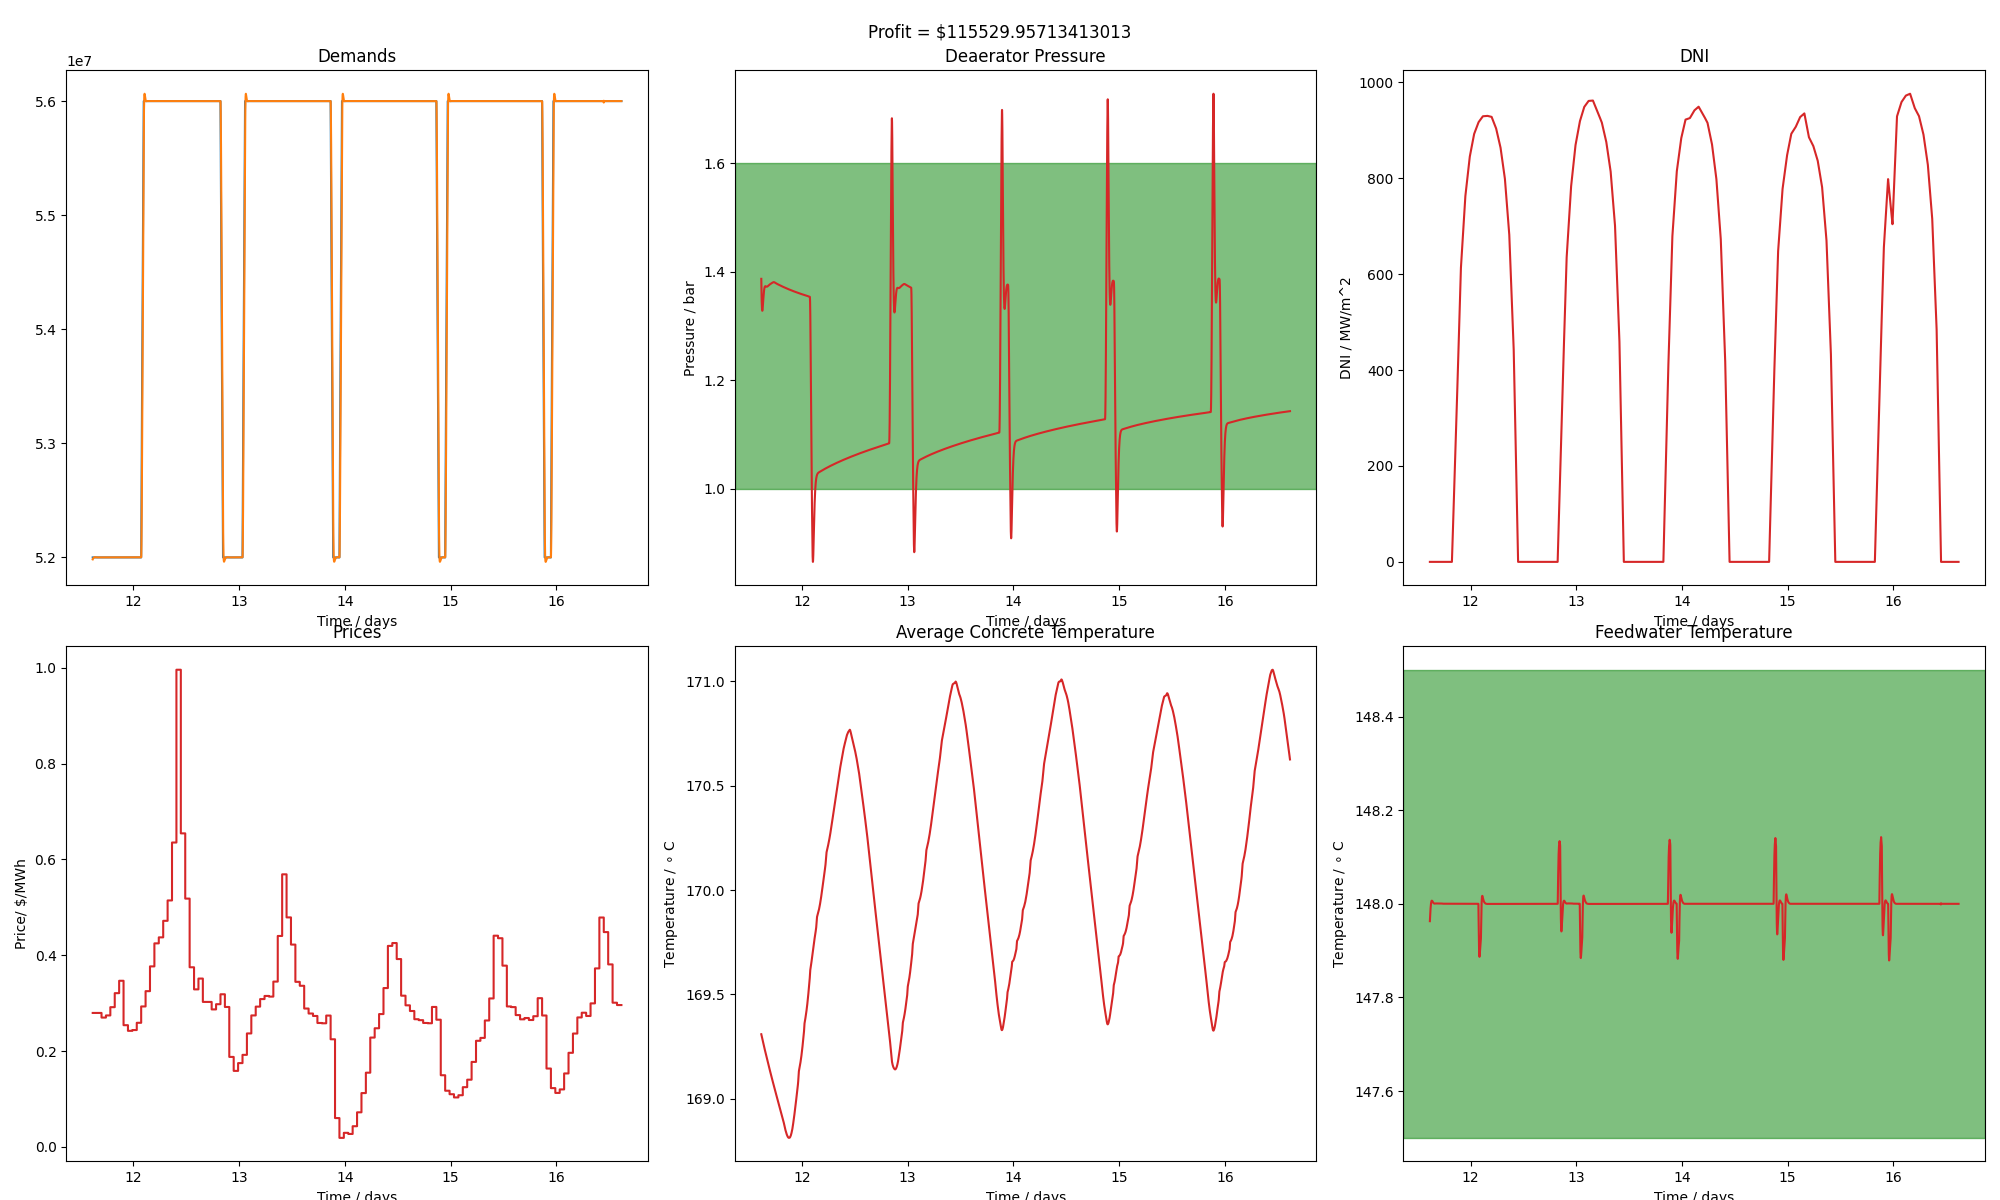 Profit = $115529.95713413013
Demands
1e7
5.6
5.5
5.4
5.3
5.2
12 13 14 15 16
Time / days
Deaerator Pressure
Pressure / bar
1.6
1.4
1.2
1.0
12 13 14 15 16
Time / days
DNI
DNI / MW/m^2
1000
800
600
400
200
0
12 13 14 15 16
Time / days
Prices
Price/ $/MWh
1.0
0.8
0.6
0.4
0.2
0.0
12 13 14 15 16
Time / days
Average Concrete Temperature
Temperature / ∘ C
171.0
170.5
170.0
169.5
169.0
12 13 14 15 16
Time / days
Feedwater Temperature
Temperature / ∘ C
148.4
148.2
148.0
147.8
147.6
12 13 14 15 16
Time / days